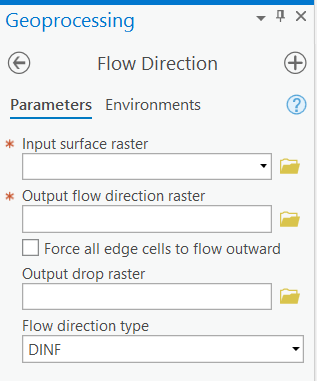 Geoprocessing
Flow Direction
Parameters Environments
* Input surface raster
* Output flow direction raster
Force all edge cells to flow outward
Output drop raster
Flow direction type
DINF